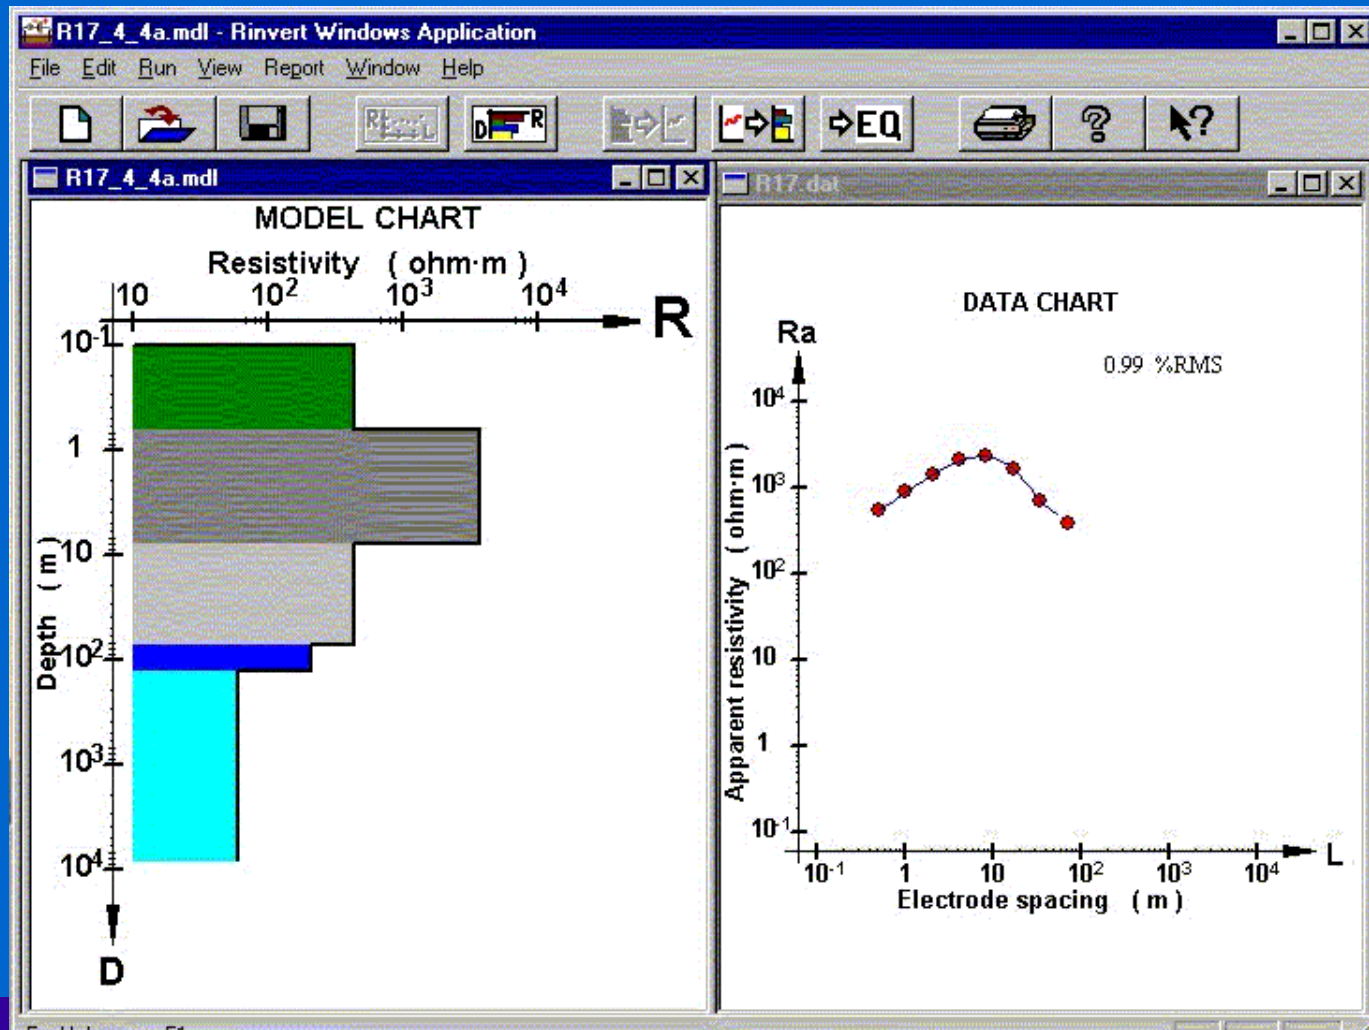 R17_4_4a.mdl - Rinvert Windows Application
File Edit Run View Report Window Help
D R
EQ
?
?
R17_4_4a.mdl
MODEL CHART
Resistivity ( ohm·m )
10 10² 10³ 10⁴
R
10⁻¹
1
10
10²
10³
10⁴
Depth ( m )
D
R17.dat
DATA CHART
Ra
0.99 %RMS
10⁴
10³
10²
10
1
10⁻¹
Apparent resistivity ( ohm·m )
10⁻¹ 1 10 10² 10³ 10⁴
L
Electrode spacing ( m )